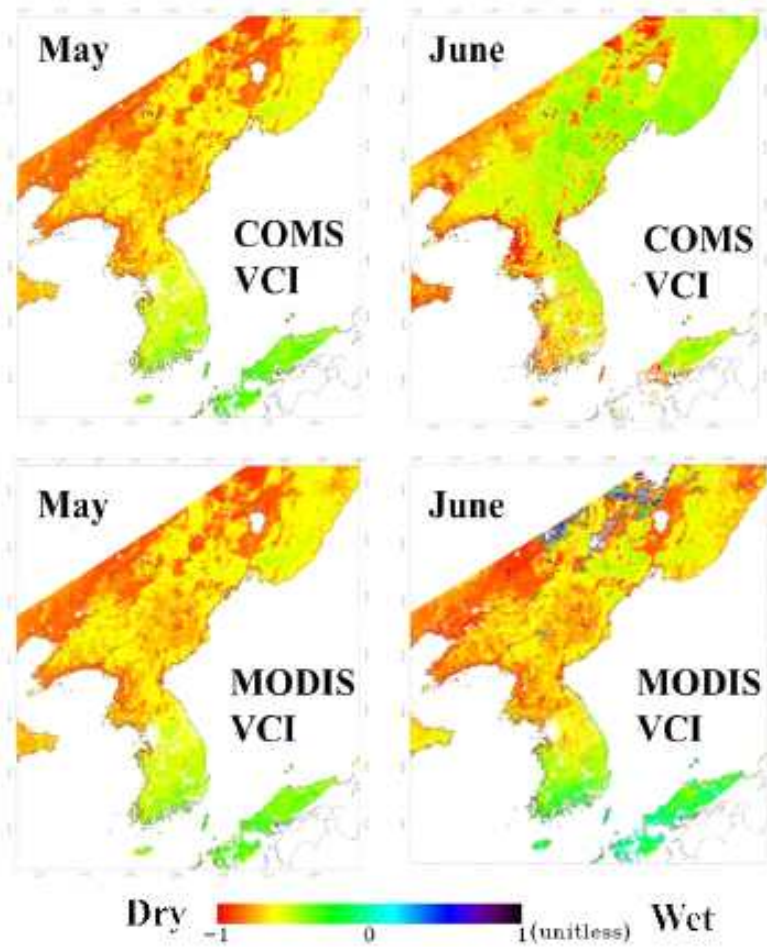 May
June
COMS
VCI
COMS
VCI
May
June
MODIS
VCI
MODIS
VCI
Dry
Wet
-1
0
1(unitless)